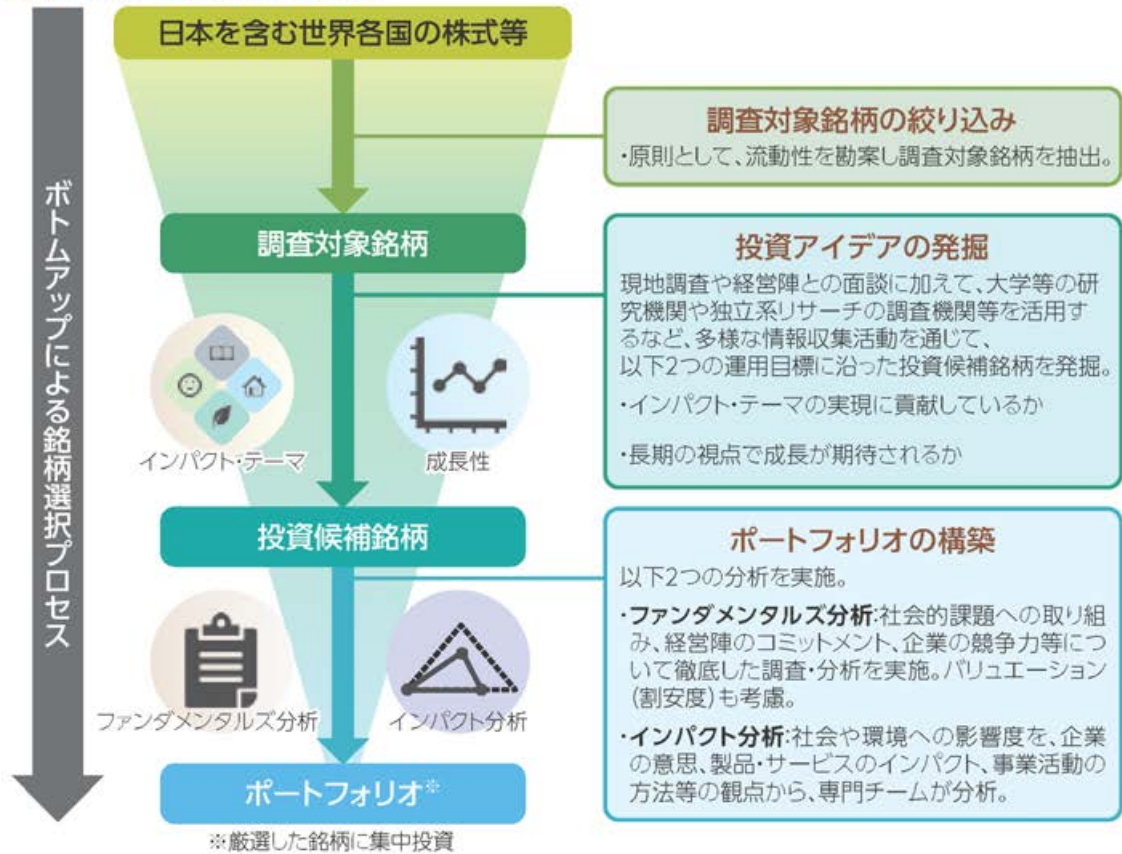 日本を含む世界各国の株式等
ボトムアップによる銘柄選択プロセス
調査対象銘柄の絞り込み
・原則として、流動性を勘案し調査対象銘柄を抽出。
調査対象銘柄
投資アイデアの発掘
現地調査や経営陣との面談に加えて、大学等の研
究機関や独立系リサーチの調査機関等を活用す
るなど、多様な情報収集活動を通じて、
以下2つの運用目標に沿った投資候補銘柄を発掘。
・インパクト・テーマの実現に貢献しているか
・長期の視点で成長が期待されるか
インパクト・テーマ
成長性
投資候補銘柄
ポートフォリオの構築
以下2つの分析を実施。
・ファンダメンタルズ分析:社会的課題への取り組
み、経営陣のコミットメント、企業の競争力等につ
いて徹底した調査・分析を実施。バリュエーション
(割安度)も考慮。
・インパクト分析:社会や環境への影響度を、企業
の意思、製品・サービスのインパクト、事業活動の
方法等の観点から、専門チームが分析。
ファンダメンタルズ分析
インパクト分析
ポートフォリオ※
※厳選した銘柄に集中投資